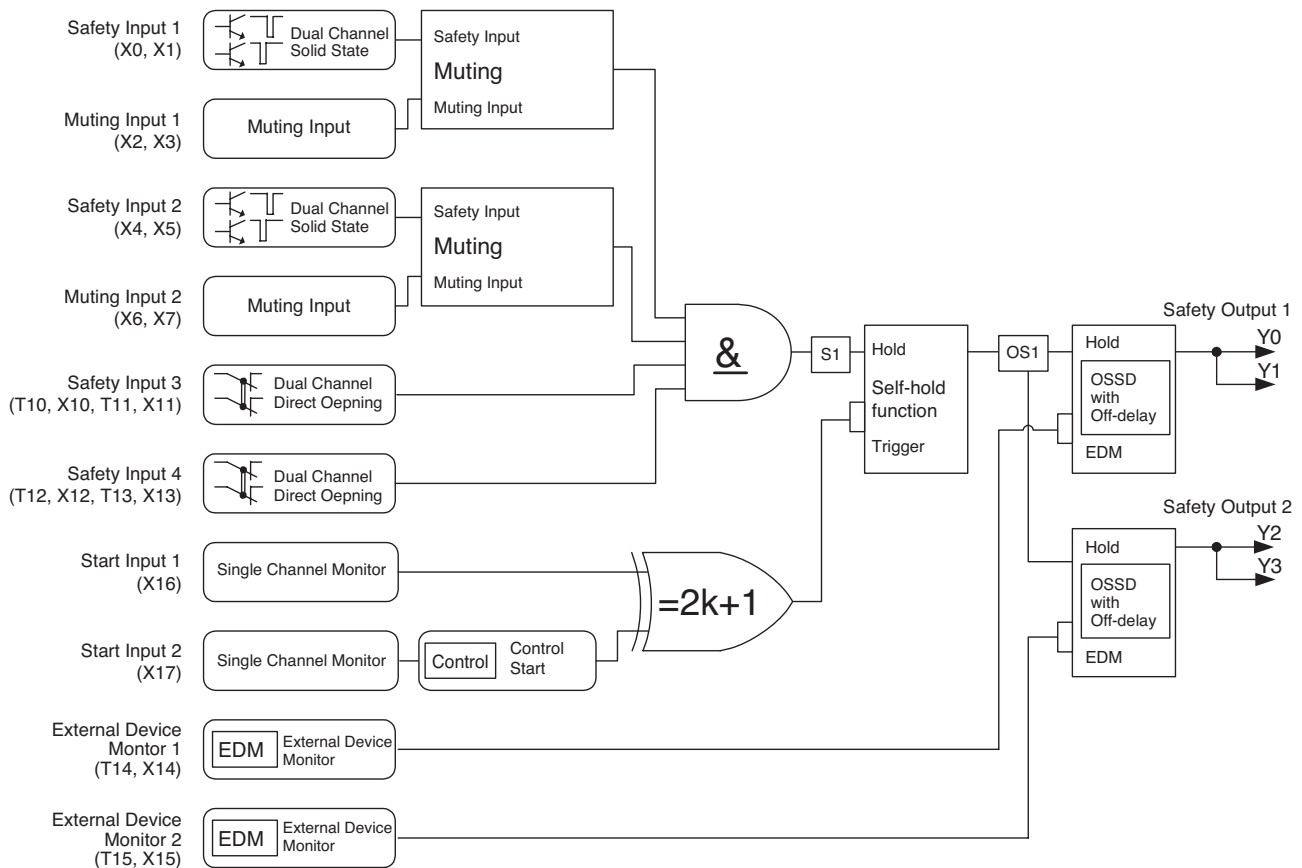 Safety Input 1
(X0, X1)
Dual Channel
Solid State
Safety Input
Muting
Muting Input
Muting Input 1
(X2, X3)
Muting Input
Safety Input 2
(X4, X5)
Dual Channel
Solid State
Safety Input
Muting
Muting Input
Muting Input 2
(X6, X7)
Muting Input
Safety Input 3
(T10, X10, T11, X11)
Dual Channel
Direct Oepning
Safety Input 4
(T12, X12, T13, X13)
Dual Channel
Direct Oepning
&
S1
Hold
Self-hold
function
Trigger
OS1
Hold
OSSD
with
Off-delay
EDM
Safety Output 1
Y0
Y1
Safety Output 2
Hold
OSSD
with
Off-delay
EDM
Y2
Y3
Start Input 1
(X16)
Single Channel Monitor
=2k+1
Start Input 2
(X17)
Single Channel Monitor
Control
Control
Start
External Device
Montor 1
(T14, X14)
EDM
External Device
Monitor
External Device
Monitor 2
(T15, X15)
EDM
External Device
Monitor